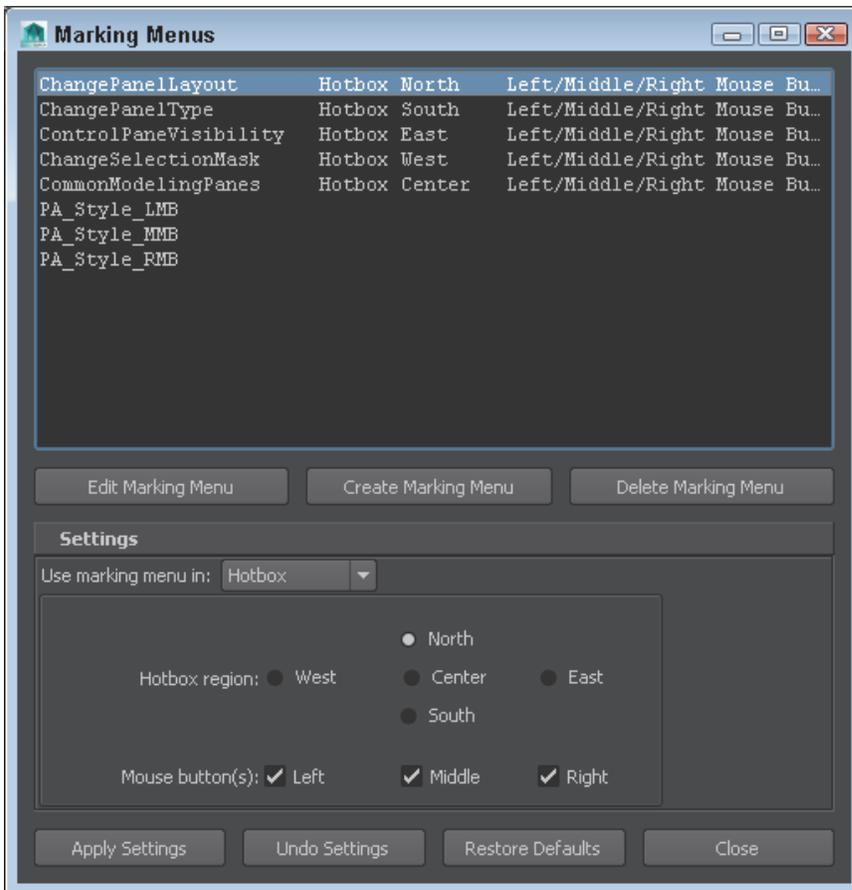 Marking Menus
ChangePanelLayout Hotbox North Left/Middle/Right Mouse Bu…
ChangePanelType Hotbox South Left/Middle/Right Mouse Bu…
ControlPaneVisibility Hotbox East Left/Middle/Right Mouse Bu…
ChangeSelectionMask Hotbox West Left/Middle/Right Mouse Bu…
CommonModelingPanes Hotbox Center Left/Middle/Right Mouse Bu…
PA_Style_LMB
PA_Style_MMB
PA_Style_RMB
Edit Marking Menu Create Marking Menu Delete Marking Menu
Settings
Use marking menu in: Hotbox
North
Hotbox region: West Center East
South
Mouse button(s): Left Middle Right
Apply Settings Undo Settings Restore Defaults Close